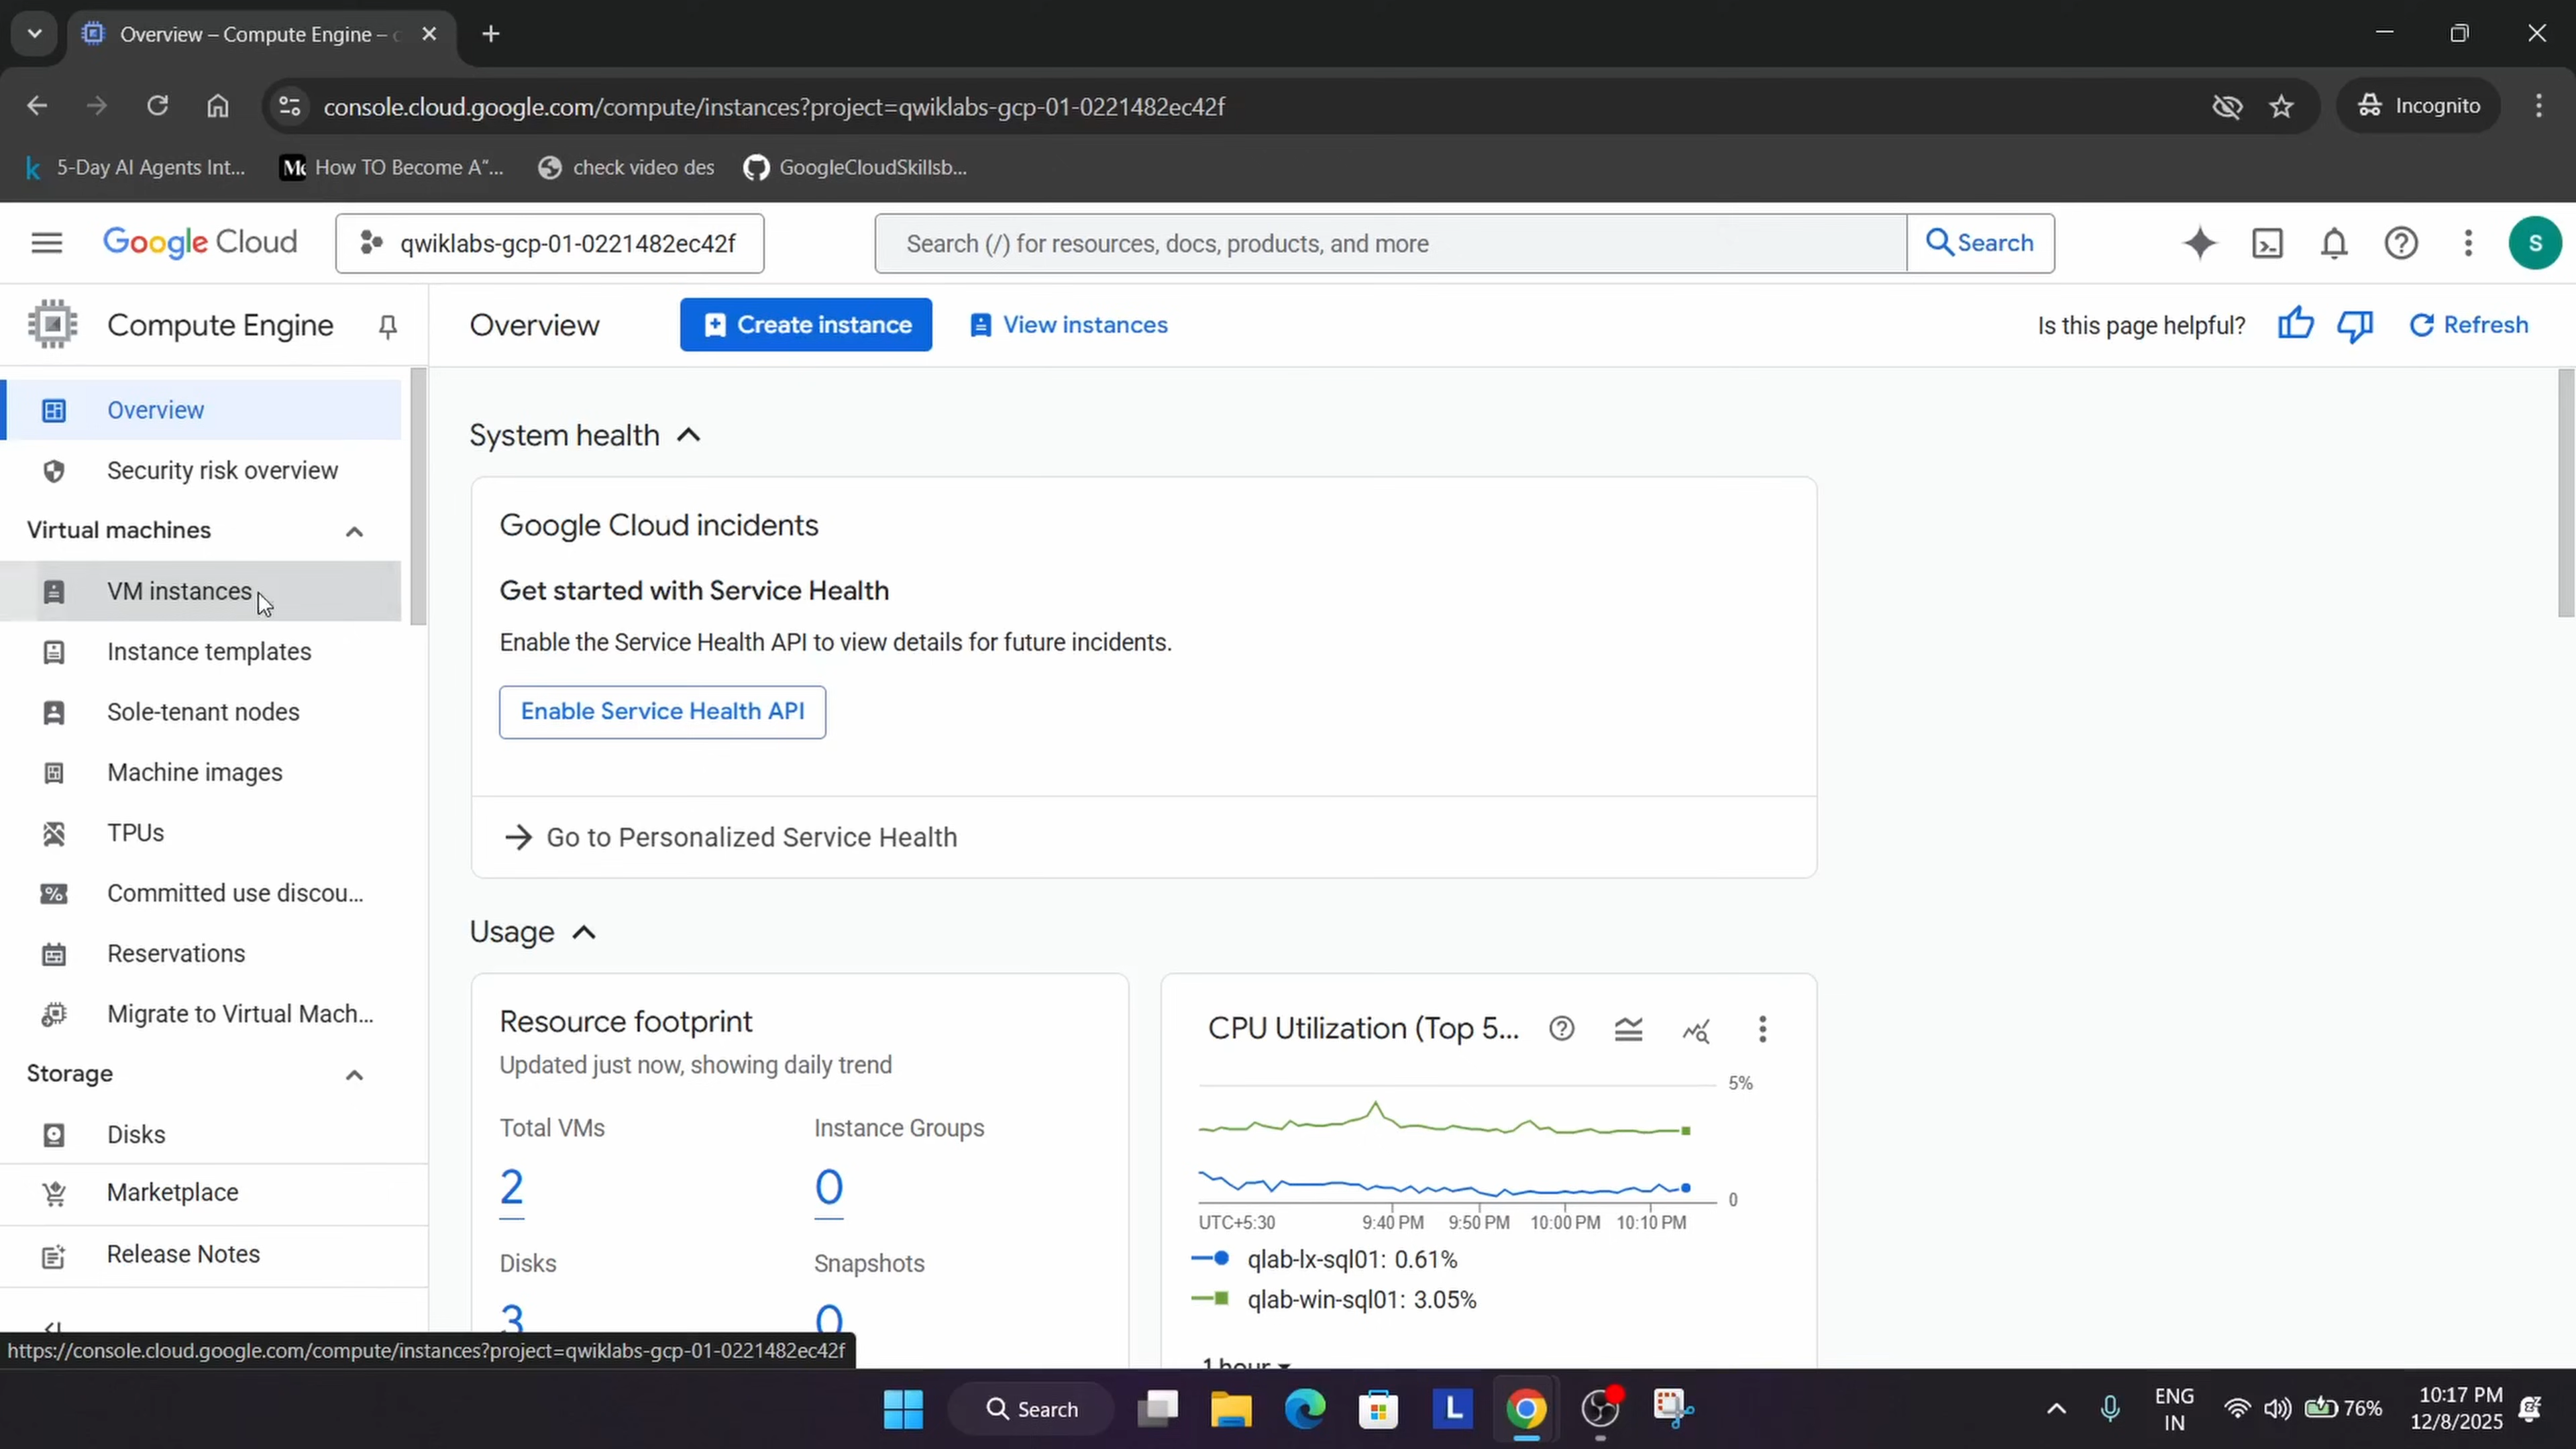 Overview – Compute Engine – c
console.cloud.google.com/compute/instances?project=qwiklabs-gcp-01-0221482ec42f
Incognito
5-Day AI Agents Int...
How TO Become A“...
check video des
GoogleCloudSkillsb...
Google Cloud
qwiklabs-gcp-01-0221482ec42f
Search (/) for resources, docs, products, and more
Search
S
Compute Engine
Overview
Create instance
View instances
Is this page helpful?
Refresh
Overview
Security risk overview
Virtual machines
VM instances
Instance templates
Sole-tenant nodes
Machine images
TPUs
Committed use discou...
Reservations
Migrate to Virtual Mach...
Storage
Disks
Marketplace
Release Notes
System health
Google Cloud incidents
Get started with Service Health
Enable the Service Health API to view details for future incidents.
Enable Service Health API
Go to Personalized Service Health
Usage
Resource footprint
Updated just now, showing daily trend
Total VMs
Instance Groups
2
0
Disks
Snapshots
3
0
CPU Utilization (Top 5...
5%
0
UTC+5:30
9:40 PM
9:50 PM
10:00 PM
10:10 PM
qlab-lx-sql01: 0.61%
qlab-win-sql01: 3.05%
1 hour
https://console.cloud.google.com/compute/instances?project=qwiklabs-gcp-01-0221482ec42f
Search
L
ENG
IN
76%
10:17 PM
12/8/2025